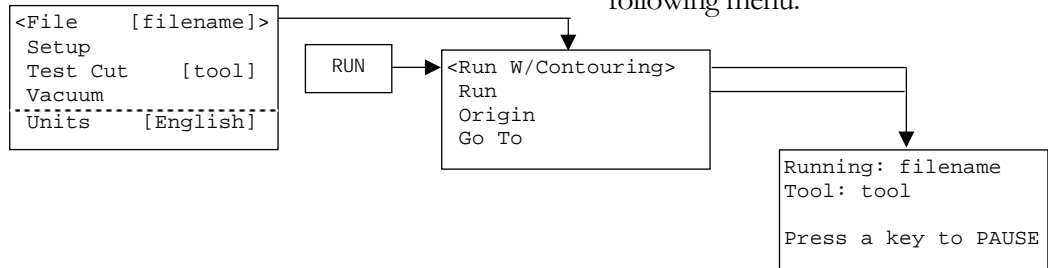 following menu.
<File [filename]>
Setup
Test Cut [tool]
Vacuum
Units [English]
RUN
<Run W/Contouring>
Run
Origin
Go To
Running: filename
Tool: tool
Press a key to PAUSE